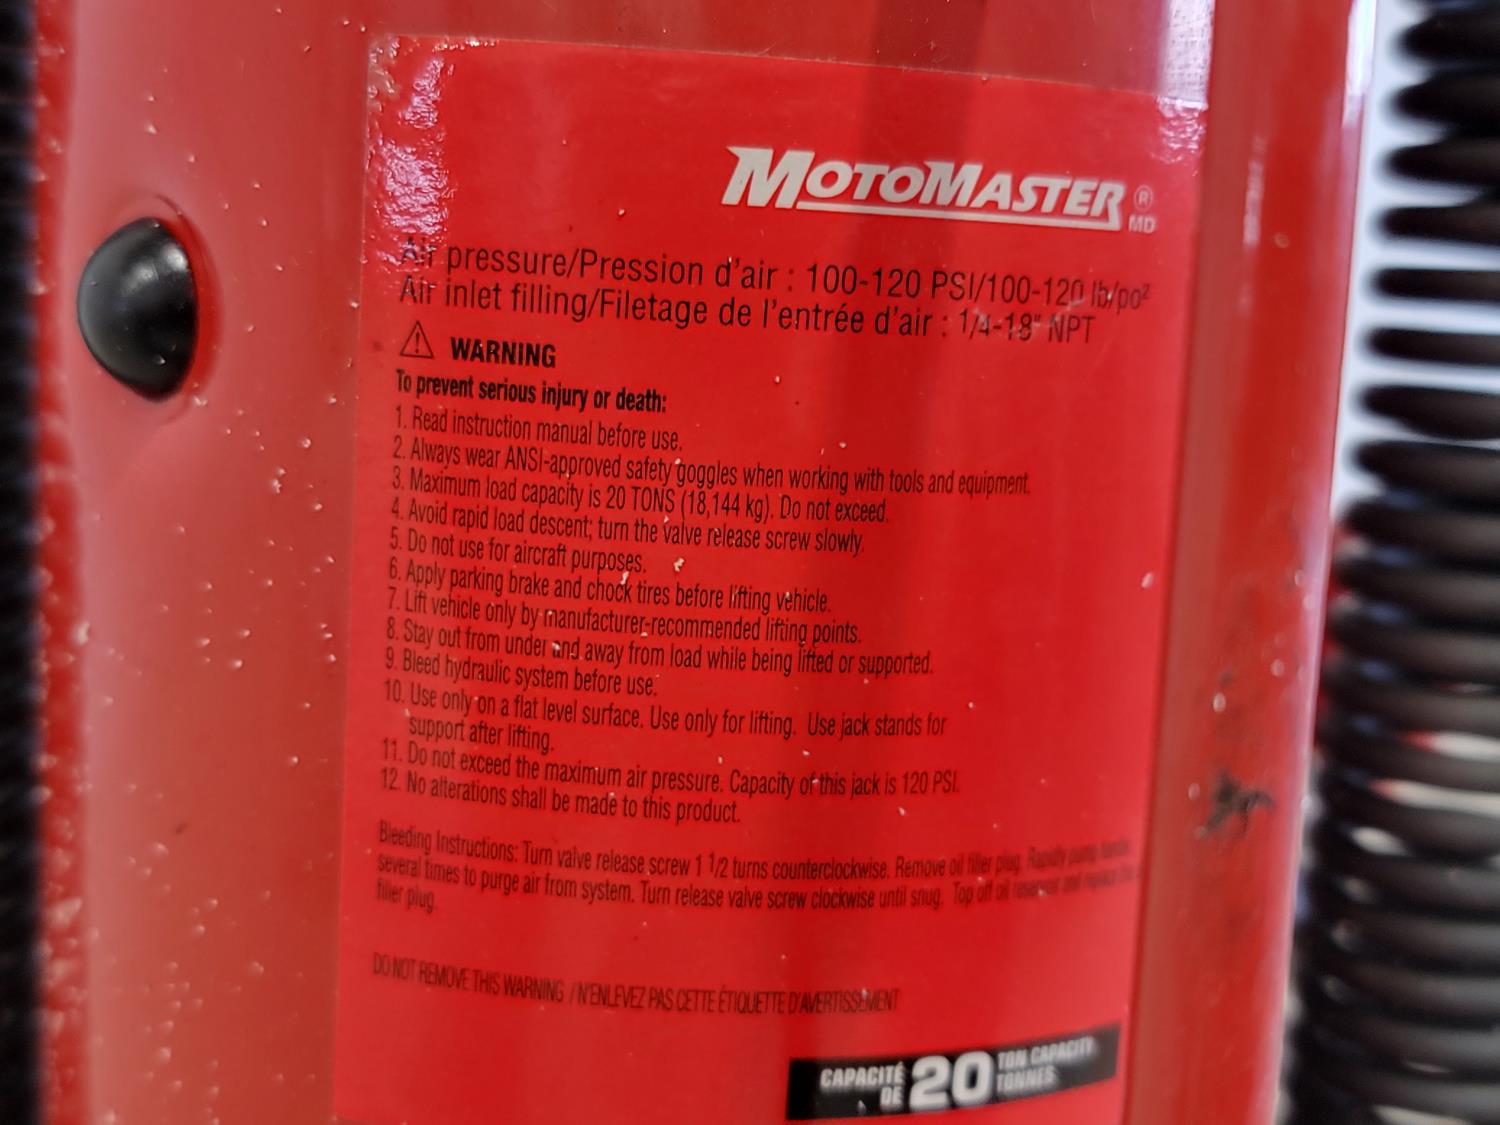 MOTOMASTER ®
MD
Air pressure/Pression d'air : 100-120 PSI/100-120 lb/po²
Air inlet filling/Filetage de l'entrée d'air : 1/4-18" NPT
WARNING
To prevent serious injury or death:
1. Read instruction manual before use.
2. Always wear ANSI-approved safety goggles when working with tools and equipment.
3. Maximum load capacity is 20 TONS (18,144 kg). Do not exceed.
4. Avoid rapid load descent; turn the valve release screw slowly.
5. Do not use for aircraft purposes.
6. Apply parking brake and chock tires before lifting vehicle.
7. Lift vehicle only by manufacturer-recommended lifting points.
8. Stay out from under and away from load while being lifted or supported.
9. Bleed hydraulic system before use.
10. Use only on a flat level surface. Use only for lifting. Use jack stands for
support after lifting.
11. Do not exceed the maximum air pressure. Capacity of this jack is 120 PSI.
12. No alterations shall be made to this product.
Bleeding Instructions: Turn valve release screw 1 1/2 turns counterclockwise. Remove oil filler plug. Rapidly pump handle
several times to purge air from system. Turn release valve screw clockwise until snug. Top off oil reservoir and replace
filler plug.
DO NOT REMOVE THIS WARNING / N'ENLEVEZ PAS CETTE ÉTIQUETTE D'AVERTISSEMENT
CAPACITÉ DE 20 TON CAPACITY
TONNES